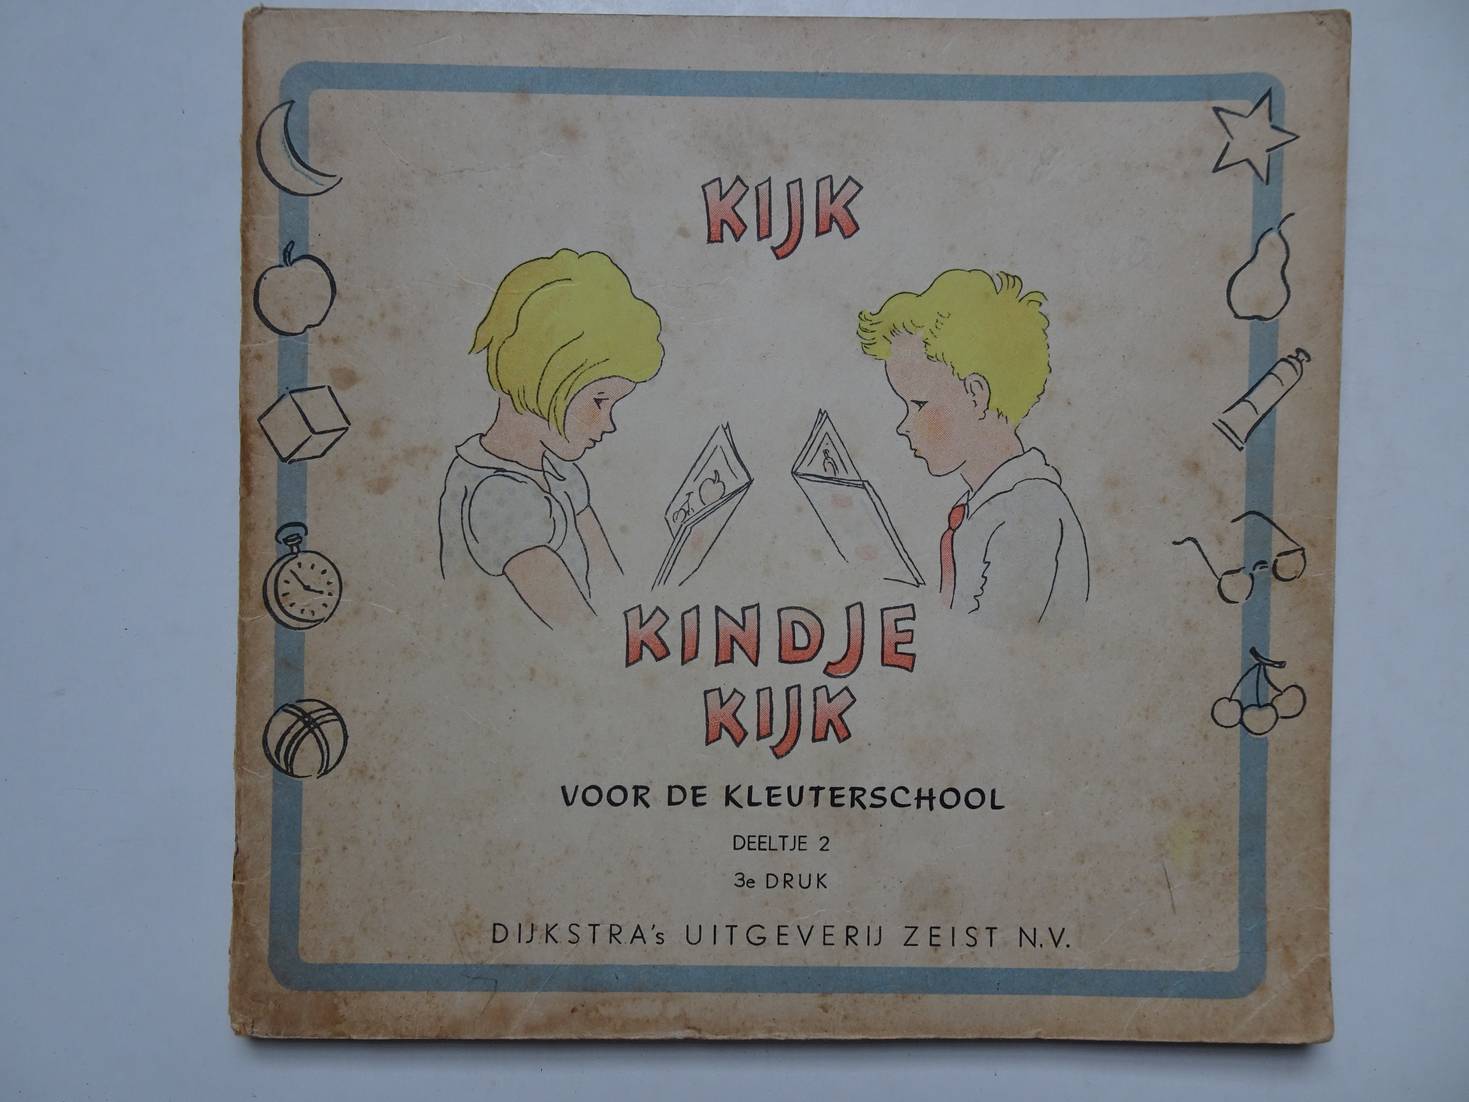 KIJK
KINDJE
KIJK
VOOR DE KLEUTERSCHOOL
DEELTJE 2
3e DRUK
DIJKSTRA's UITGEVERIJ ZEIST N.V.